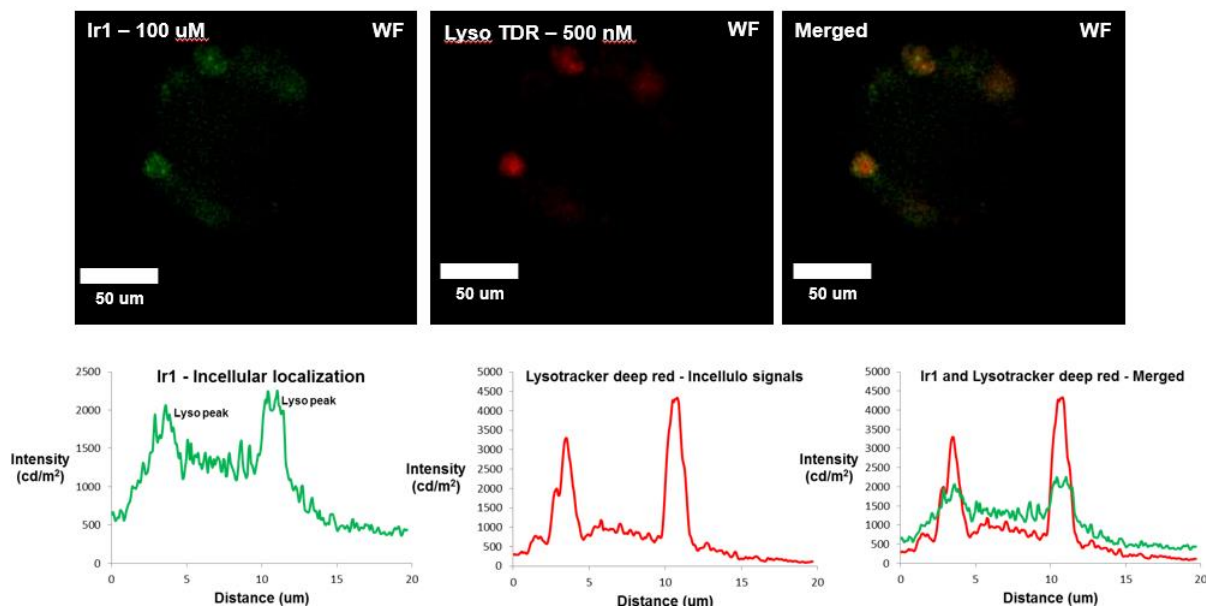 Ir1 – 100 uM WF
Lyso TDR – 500 nM WF
Merged WF
50 um
50 um
50 um
Ir1 - Incellular localization
Lyso peak
Lyso peak
Intensity
(cd/m²)
2500
2000
1500
1000
500
0
0 5 10 15 20
Distance (um)
Lysotracker deep red - Incellulo signals
Intensity
(cd/m²)
5000
4500
4000
3500
3000
2500
2000
1500
1000
500
0
0 5 10 15 20
Distance (um)
Ir1 and Lysotracker deep red - Merged
Intensity
(cd/m²)
5000
4500
4000
3500
3000
2500
2000
1500
1000
500
0
0 5 10 15 20
Distance (um)